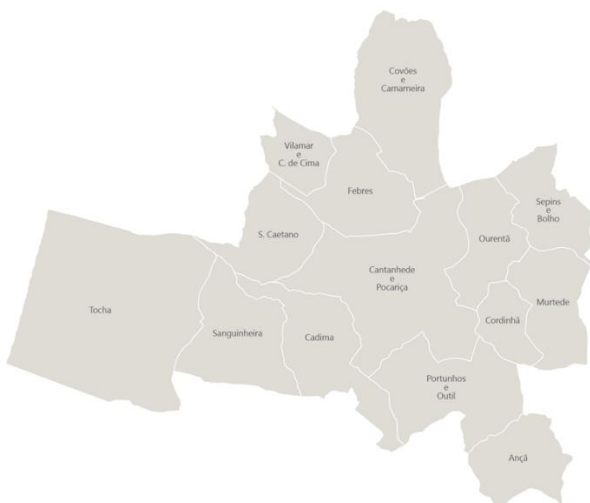 Covões
e
Camarneira
Vilamar
e
C. de Cima
Febres
Sepins
e
Bolho
S. Caetano
Ourentã
Cantanhede
e
Pocariça
Tocha
Murtede
Cordinhã
Sanguinheira
Cadima
Portunhos
e
Outil
Ançã